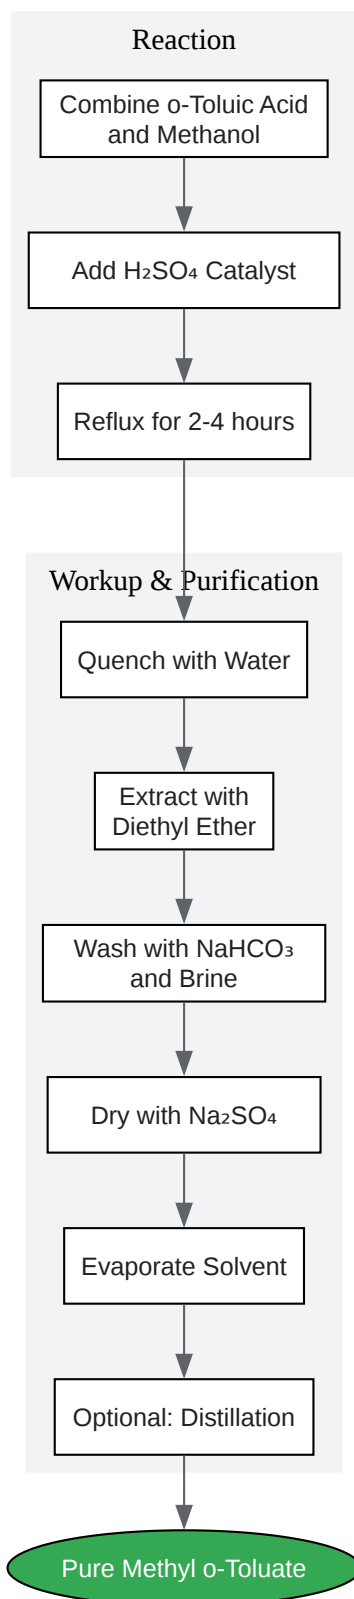 Reaction
Combine o-Toluic Acid
and Methanol
Add H₂SO₄ Catalyst
Reflux for 2-4 hours
Workup & Purification
Quench with Water
Extract with
Diethyl Ether
Wash with NaHCO₃
and Brine
Dry with Na₂SO₄
Evaporate Solvent
Optional: Distillation
Pure Methyl o-Toluate